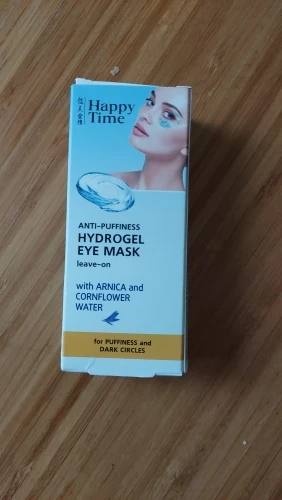 Happy
Time
ANTI-PUFFINESS
HYDROGEL
EYE MASK
leave-on
with ARNICA and
CORNFLOWER
WATER
for PUFFINESS and
DARK CIRCLES